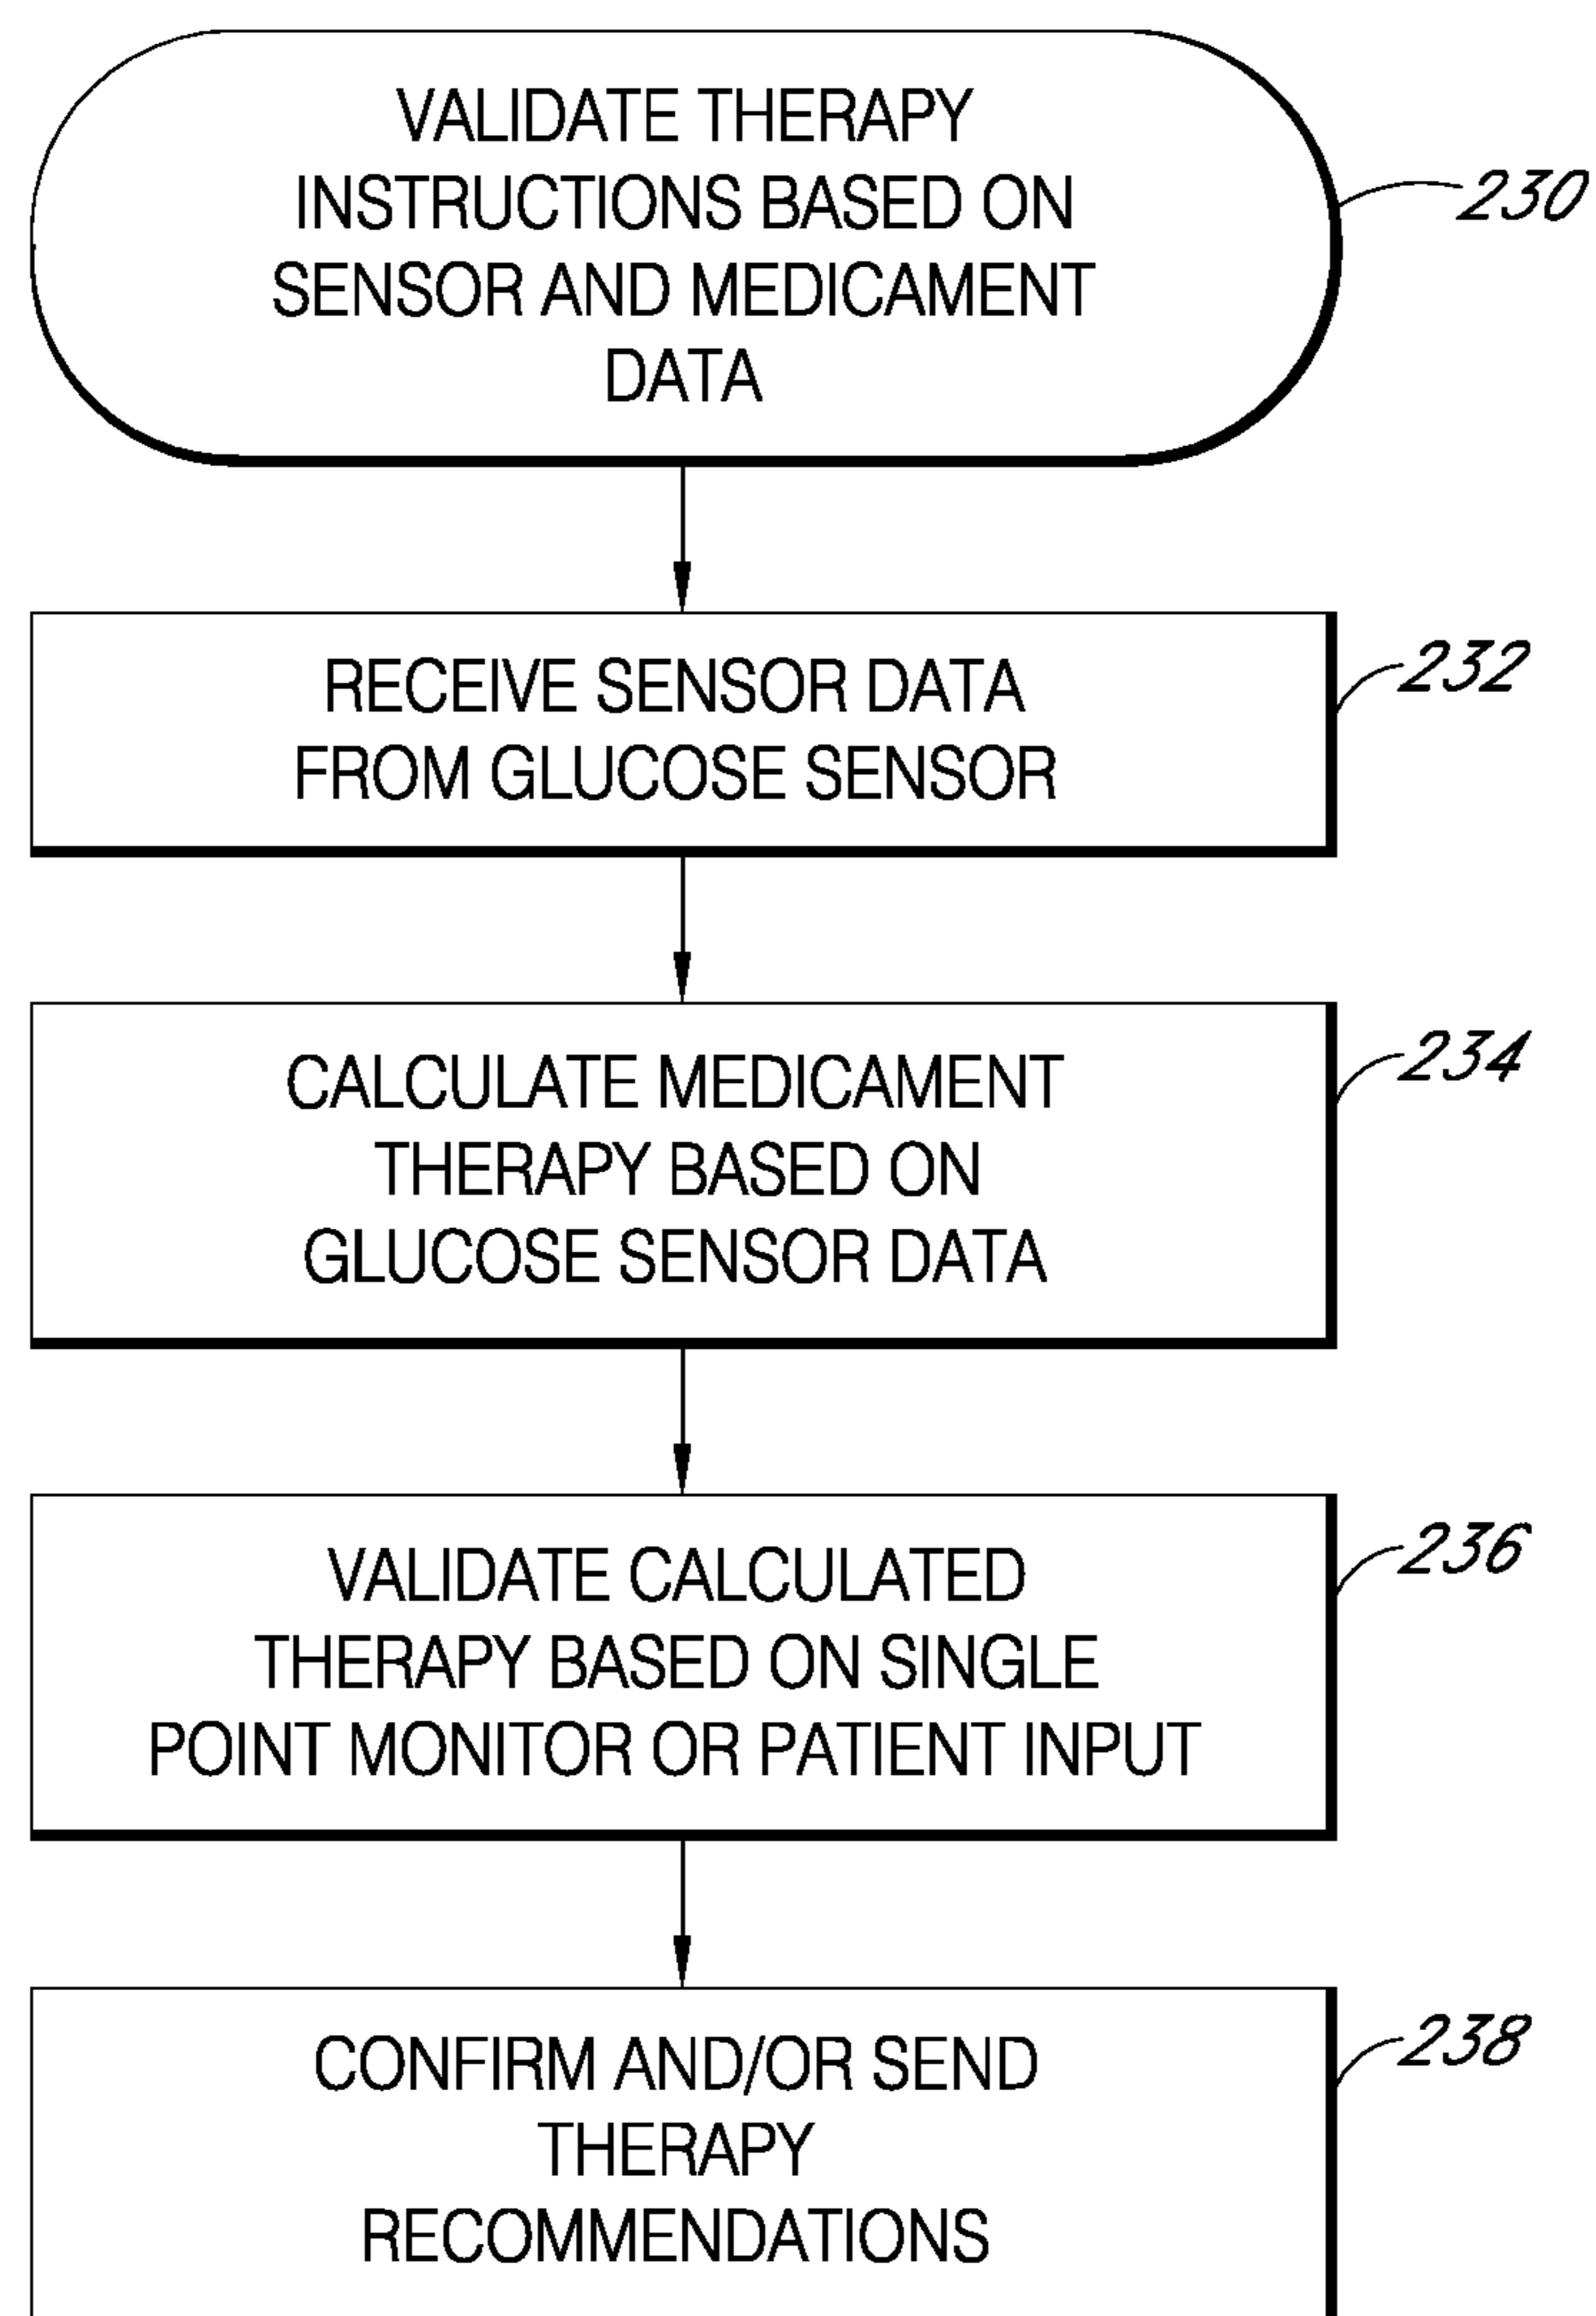 VALIDATE THERAPY
INSTRUCTIONS BASED ON
SENSOR AND MEDICAMENT
DATA
230
RECEIVE SENSOR DATA
FROM GLUCOSE SENSOR
232
CALCULATE MEDICAMENT
THERAPY BASED ON
GLUCOSE SENSOR DATA
234
VALIDATE CALCULATED
THERAPY BASED ON SINGLE
POINT MONITOR OR PATIENT INPUT
236
CONFIRM AND/OR SEND
THERAPY
RECOMMENDATIONS
238